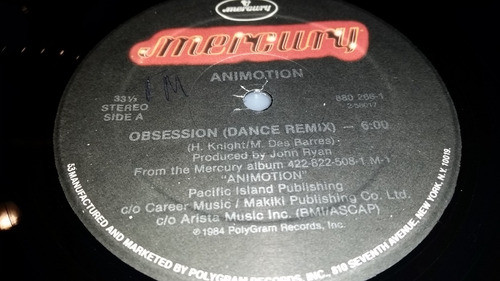 mercury
mercury
ANIMOTION
1M
33⅓
STEREO
SIDE A
880 266-1
OBSESSION (DANCE REMIX) — 6:00
(H. Knight/M. Des Barres)
Produced by John Ryan
From the Mercury album 422-822-508-1 M-1
"ANIMOTION"
Pacific Island Publishing
c/o Career Music / Makiki Publishing Co. Ltd.
c/o Arista Music Inc. (BMI/ASCAP)
℗1984 PolyGram Records, Inc.
MANUFACTURED AND MARKETED BY POLYGRAM RECORDS, INC., 810 SEVENTH AVENUE, NEW YORK, N.Y. 10019.